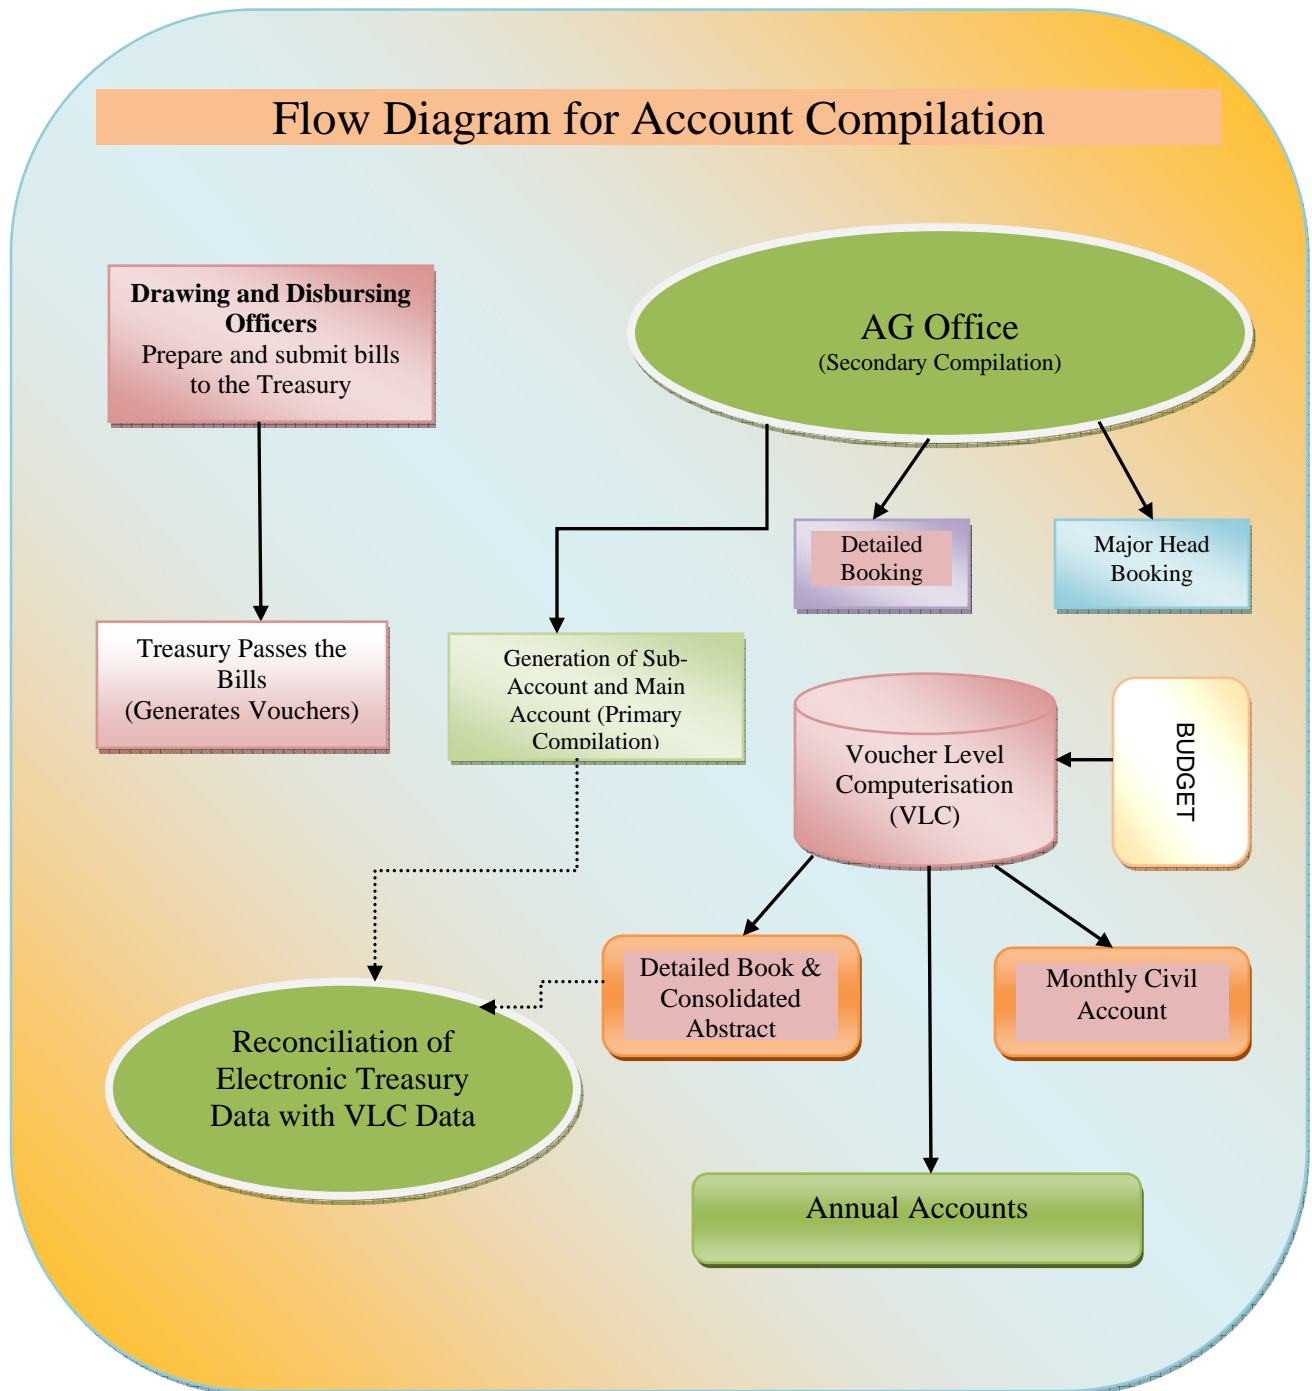 Flow Diagram for Account Compilation
Drawing and Disbursing
Officers
Prepare and submit bills
to the Treasury
AG Office
(Secondary Compilation)
Detailed
Booking
Major Head
Booking
Treasury Passes the
Bills
(Generates Vouchers)
Generation of Sub-
Account and Main
Account (Primary
Compilation)
Voucher Level
Computerisation
(VLC)
BUDGET
Detailed Book &
Consolidated
Abstract
Monthly Civil
Account
Reconciliation of
Electronic Treasury
Data with VLC Data
Annual Accounts